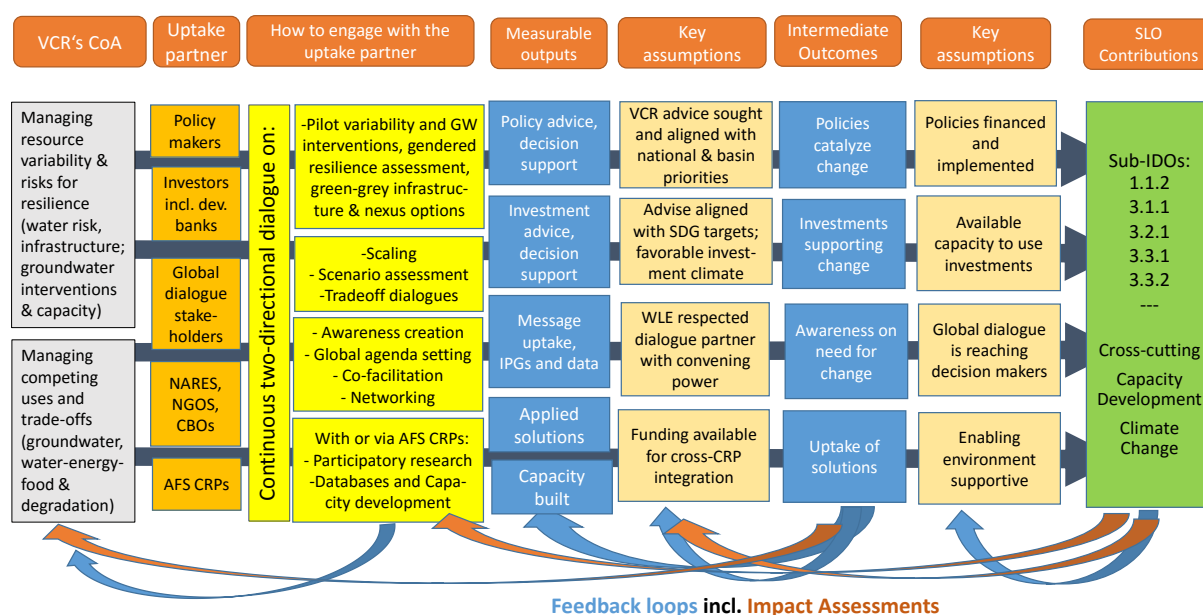 VCR's CoA
Uptake
partner
How to engage with the
uptake partner
Measurable
outputs
Key
assumptions
Intermediate
Outcomes
Key
assumptions
SLO
Contributions
Managing
resource
variability &
risks for
resilience
(water risk,
infrastructure;
groundwater
interventions
& capacity)
Managing
competing
uses and
trade-offs
(groundwater,
water-energy-
food &
degradation)
Policy
makers
Investors
incl. dev.
banks
Global
dialogue
stake-
holders
NARES,
NGOS,
CBOs
AFS CRPs
Continuous two-directional dialogue on:
-Pilot variability and GW
interventions, gendered
resilience assessment,
green-grey infrastruc-
ture & nexus options
-Scaling
- Scenario assessment
-Tradeoff dialogues
- Awareness creation
- Global agenda setting
- Co-facilitation
- Networking
With or via AFS CRPs:
- Participatory research
-Databases and Capa-
city development
Policy advice,
decision
support
Investment
advice,
decision
support
Message
uptake,
IPGs and data
Applied
solutions
Capacity
built
VCR advice sought
and aligned with
national & basin
priorities
Advise aligned
with SDG targets;
favorable invest-
ment climate
WLE respected
dialogue partner
with convening
power
Funding available
for cross-CRP
integration
Policies
catalyze
change
Investments
supporting
change
Awareness on
need for
change
Uptake of
solutions
Policies financed
and
implemented
Available
capacity to use
investments
Global dialogue
is reaching
decision makers
Enabling
environment
supportive
Sub-IDOs:
1.1.2
3.1.1
3.2.1
3.3.1
3.3.2
---
Cross-cutting
Capacity
Development
Climate
Change
Feedback loops incl. Impact Assessments